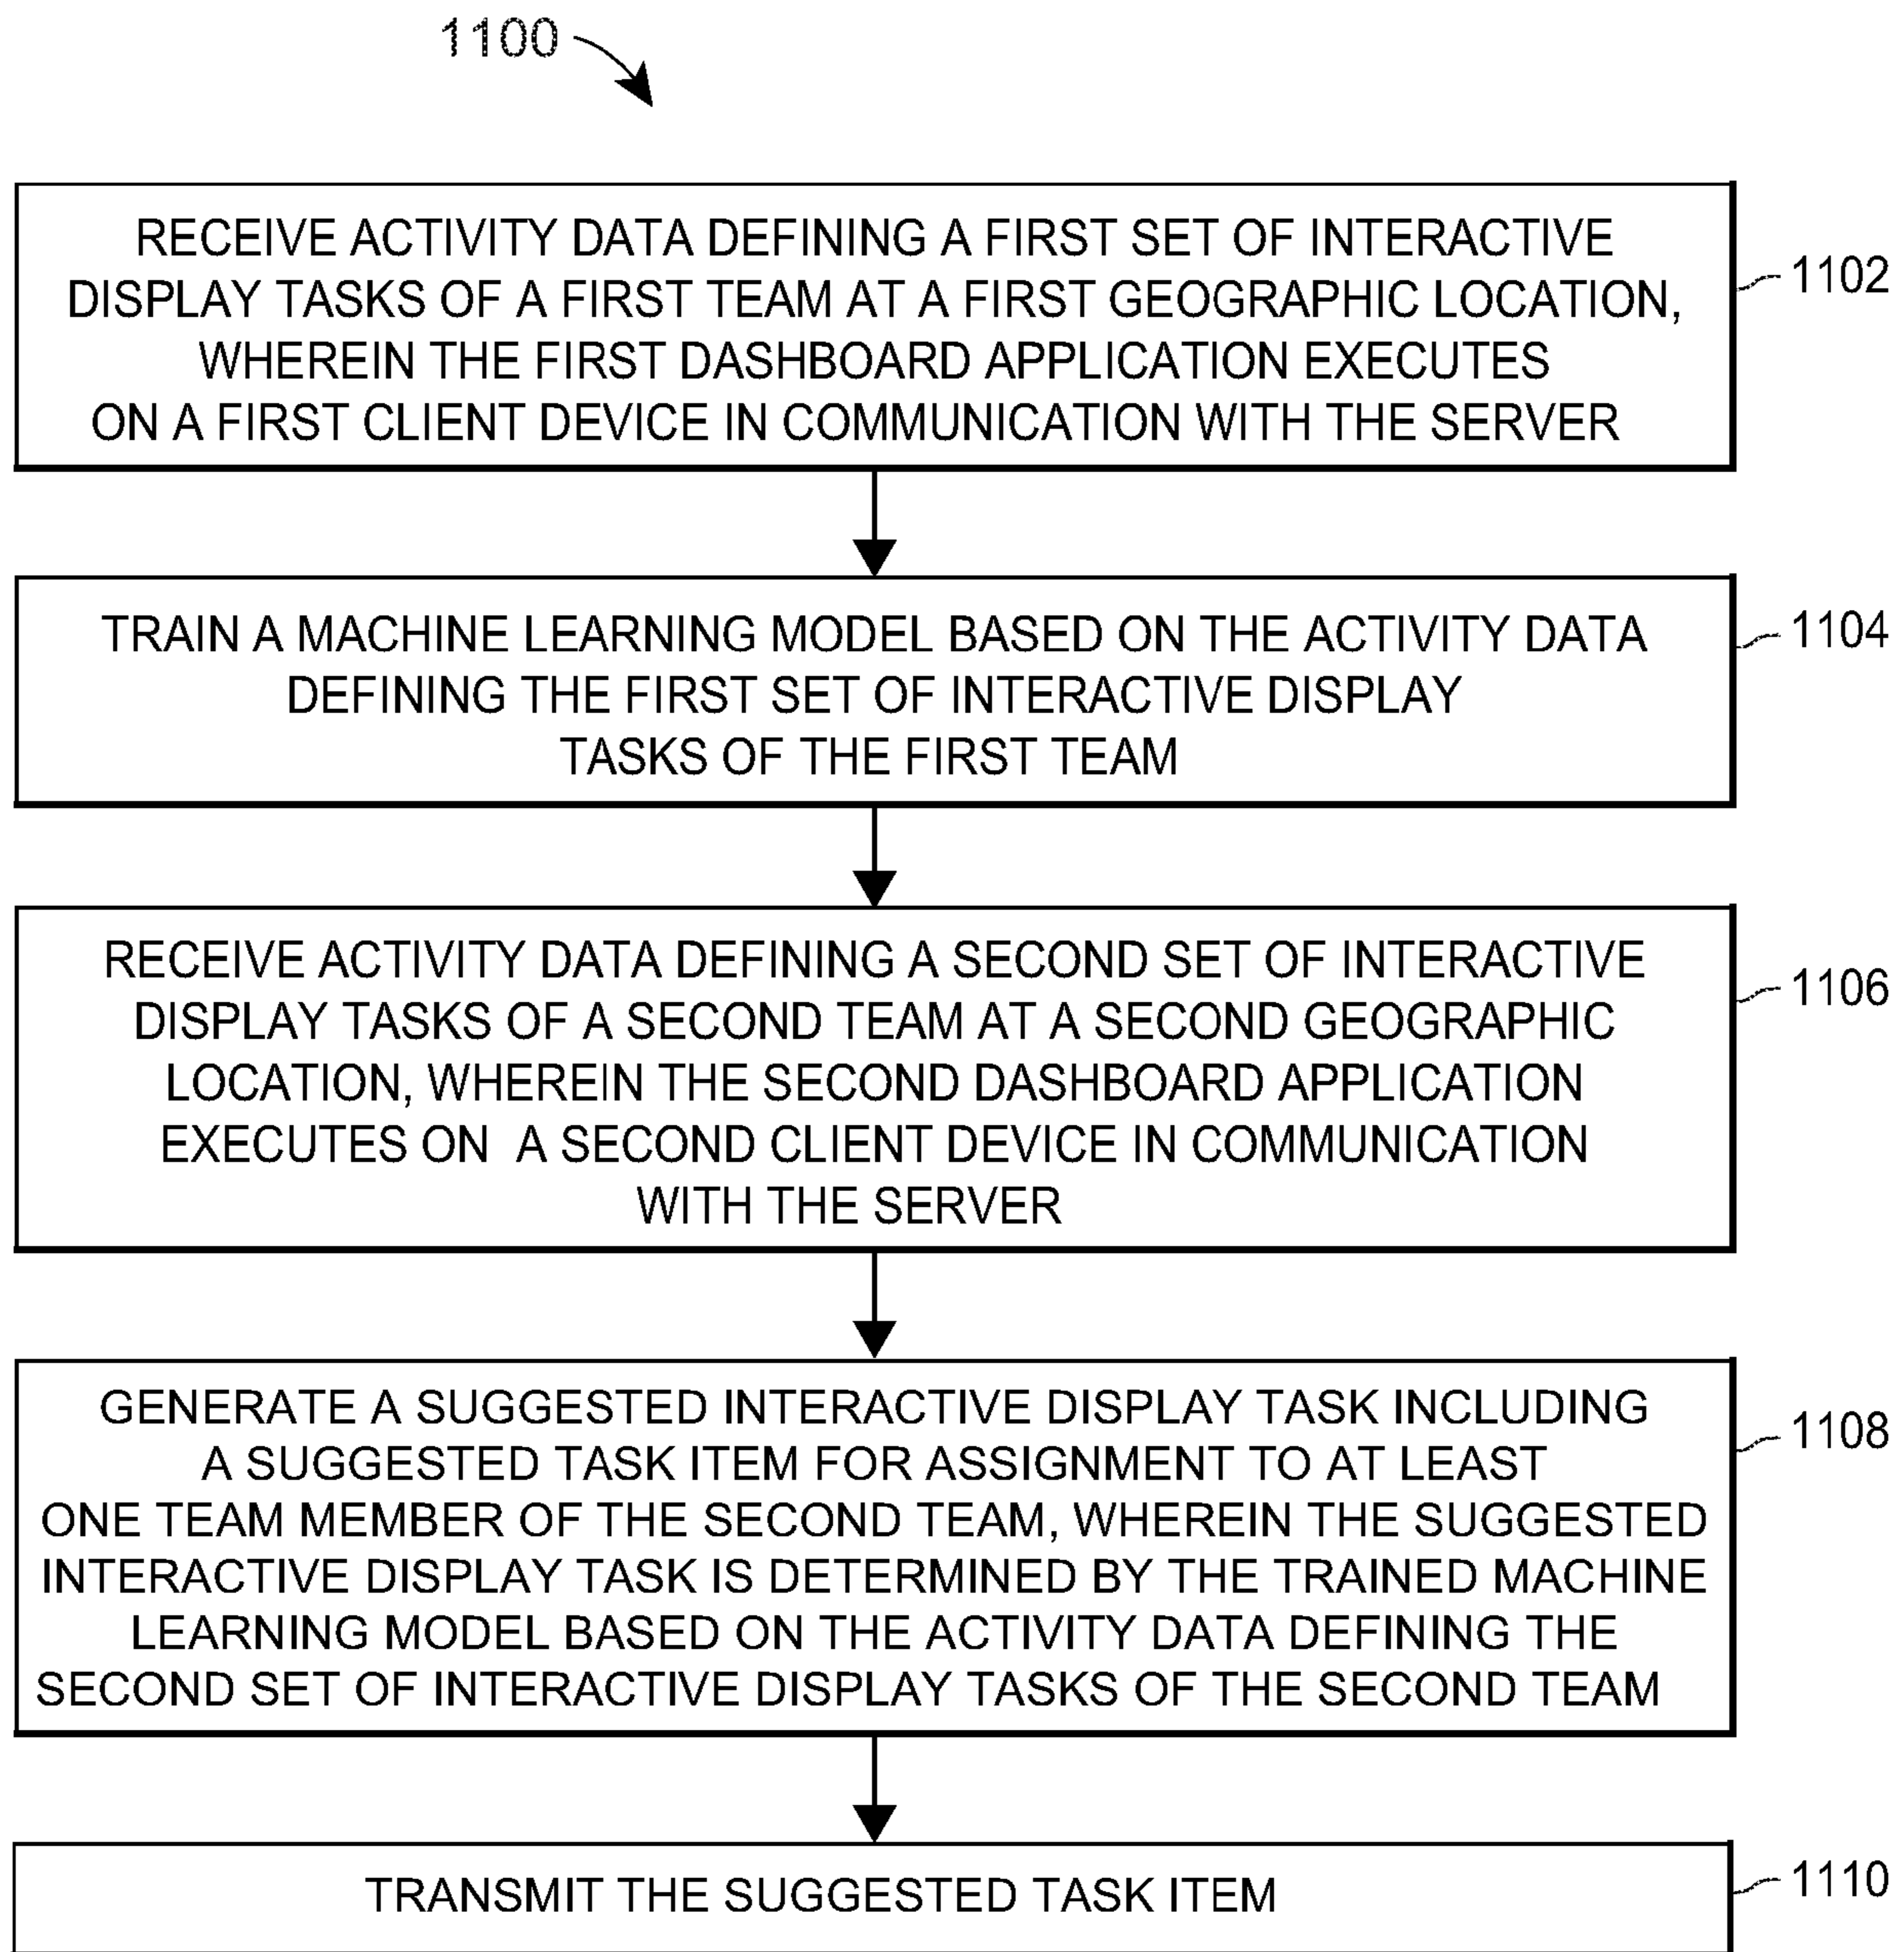 1100
RECEIVE ACTIVITY DATA DEFINING A FIRST SET OF INTERACTIVE
DISPLAY TASKS OF A FIRST TEAM AT A FIRST GEOGRAPHIC LOCATION,
WHEREIN THE FIRST DASHBOARD APPLICATION EXECUTES
ON A FIRST CLIENT DEVICE IN COMMUNICATION WITH THE SERVER
1102
TRAIN A MACHINE LEARNING MODEL BASED ON THE ACTIVITY DATA
DEFINING THE FIRST SET OF INTERACTIVE DISPLAY
TASKS OF THE FIRST TEAM
1104
RECEIVE ACTIVITY DATA DEFINING A SECOND SET OF INTERACTIVE
DISPLAY TASKS OF A SECOND TEAM AT A SECOND GEOGRAPHIC
LOCATION, WHEREIN THE SECOND DASHBOARD APPLICATION
EXECUTES ON A SECOND CLIENT DEVICE IN COMMUNICATION
WITH THE SERVER
1106
GENERATE A SUGGESTED INTERACTIVE DISPLAY TASK INCLUDING
A SUGGESTED TASK ITEM FOR ASSIGNMENT TO AT LEAST
ONE TEAM MEMBER OF THE SECOND TEAM, WHEREIN THE SUGGESTED
INTERACTIVE DISPLAY TASK IS DETERMINED BY THE TRAINED MACHINE
LEARNING MODEL BASED ON THE ACTIVITY DATA DEFINING THE
SECOND SET OF INTERACTIVE DISPLAY TASKS OF THE SECOND TEAM
1108
TRANSMIT THE SUGGESTED TASK ITEM
1110